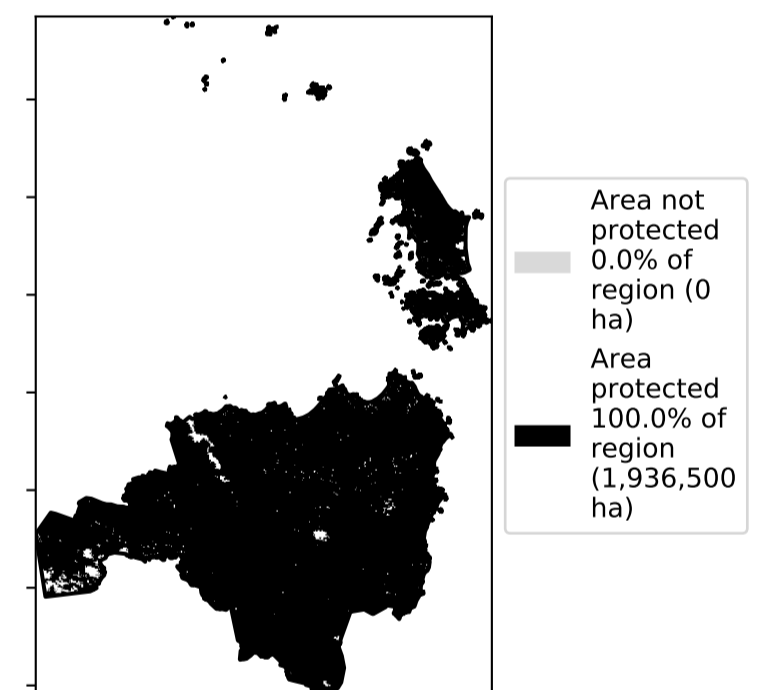 Area not
protected
0.0% of
region (0
ha)
Area
protected
100.0% of
region
(1,936,500
ha)